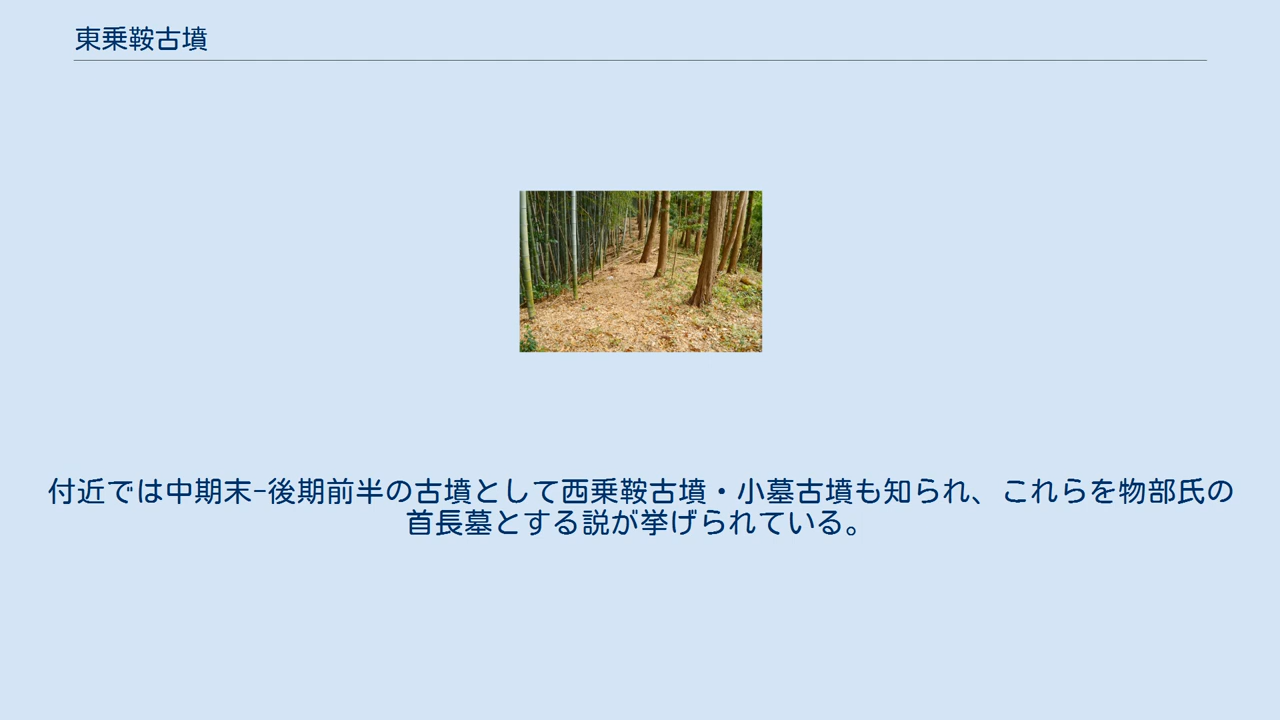 東乗鞍古墳
付近では中期末-後期前半の古墳として西乗鞍古墳・小墓古墳も知られ、これらを物部氏の
首長墓とする説が挙げられている。